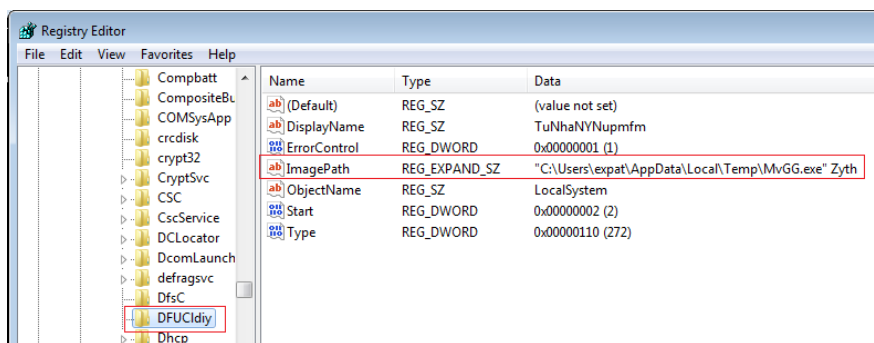 Registry Editor
File Edit View Favorites Help
Compbatt
CompositeBu
COMSysApp
crcdisk
crypt32
CryptSvc
CSC
CscService
DCLocator
DcomLaunch
defragsvc
DfsC
DFUCIdiy
Dhcp
Name Type Data
(Default) REG_SZ (value not set)
DisplayName REG_SZ TuNhaNYNupmfm
ErrorControl REG_DWORD 0x00000001 (1)
ImagePath REG_EXPAND_SZ "C:\Users\expat\AppData\Local\Temp\MvGG.exe" Zyth
ObjectName REG_SZ LocalSystem
Start REG_DWORD 0x00000002 (2)
Type REG_DWORD 0x00000110 (272)